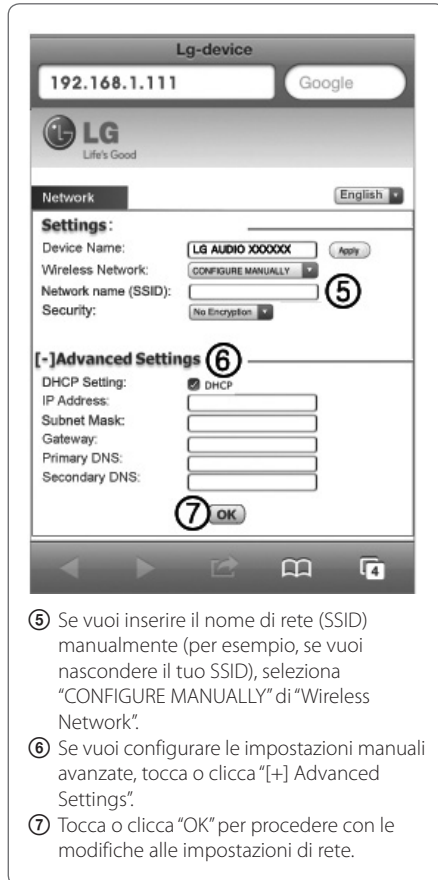 Lg-device
192.168.1.111
Google
LG
LG
Life's Good
Network
English
Settings:
Device Name: LG AUDIO XXXXXX Apply
Wireless Network: CONFIGURE MANUALLY
Network name (SSID): ⑤
Security: No Encryption
[-]Advanced Settings ⑥
DHCP Setting: DHCP
IP Address:
Subnet Mask:
Gateway:
Primary DNS:
Secondary DNS:
⑦ OK
4
⑤ Se vuoi inserire il nome di rete (SSID)
manualmente (per esempio, se vuoi
nascondere il tuo SSID), seleziona
“CONFIGURE MANUALLY” di “Wireless
Network”.
⑥ Se vuoi configurare le impostazioni manuali
avanzate, tocca o clicca “[+] Advanced
Settings”.
⑦ Tocca o clicca “OK” per procedere con le
modifiche alle impostazioni di rete.